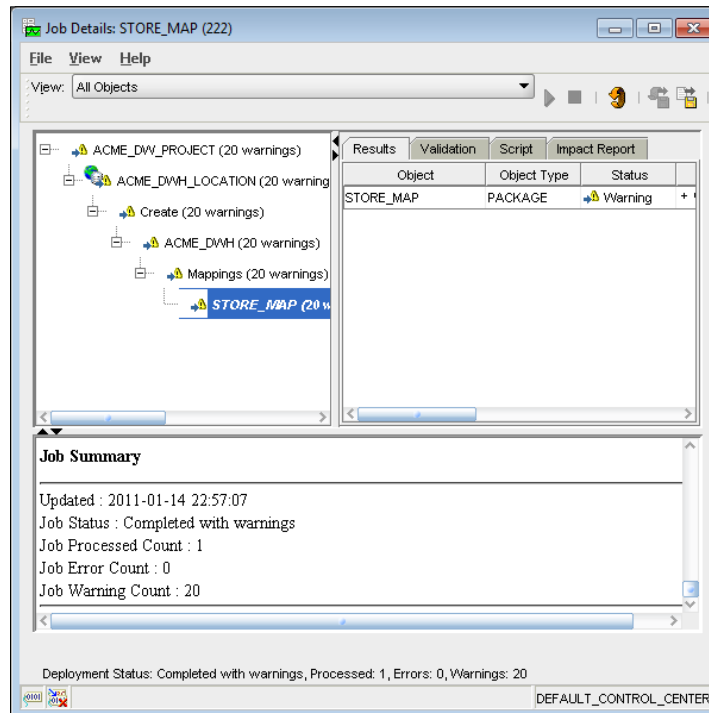 Job Details: STORE_MAP (222)
File View Help
View: All Objects
ACME_DW_PROJECT (20 warnings)
ACME_DWH_LOCATION (20 warning
Create (20 warnings)
ACME_DWH (20 warnings)
Mappings (20 warnings)
STORE_MAP (20 w
Results Validation Script Impact Report
Object Object Type Status
STORE_MAP PACKAGE Warning +
Job Summary
Updated : 2011-01-14 22:57:07
Job Status : Completed with warnings
Job Processed Count : 1
Job Error Count : 0
Job Warning Count : 20
Deployment Status: Completed with warnings, Processed: 1, Errors: 0, Warnings: 20
DEFAULT_CONTROL_CENTER